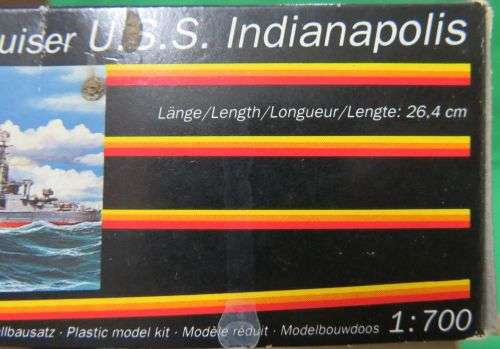 uiser U.S.S. Indianapolis
Länge/Length/Longueur/Lengte: 26,4 cm
llbausatz · Plastic model kit · Modèle réduit · Modelbouwdoos 1:700